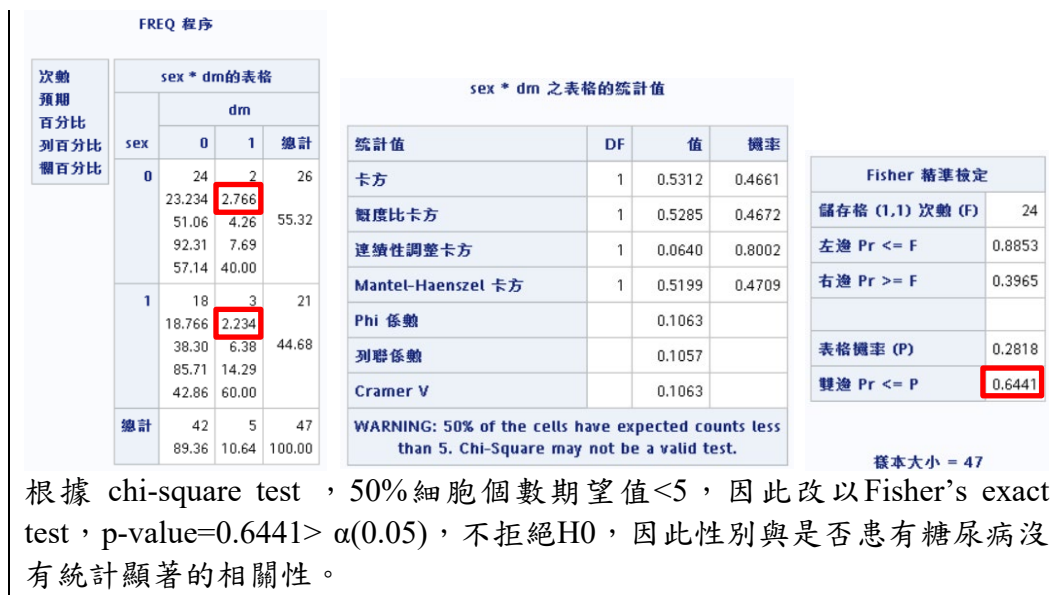 FREQ 程序
次數
預期
百分比
列百分比
欄百分比
sex * dm的表格
dm
sex 0 1 總計
0 24 2 26
23.234 2.766
51.06 4.26 55.32
92.31 7.69
57.14 40.00
1 18 3 21
18.766 2.234
38.30 6.38 44.68
85.71 14.29
42.86 60.00
總計 42 5 47
89.36 10.64 100.00
sex * dm 之表格的統計值
統計值 DF 值 機率
卡方 1 0.5312 0.4661
概度比卡方 1 0.5285 0.4672
連續性調整卡方 1 0.0640 0.8002
Mantel-Haenszel 卡方 1 0.5199 0.4709
Phi 係數 0.1063
列聯係數 0.1057
Cramer V 0.1063
WARNING: 50% of the cells have expected counts less
than 5. Chi-Square may not be a valid test.
Fisher 精準檢定
儲存格 (1,1) 次數 (F) 24
左邊 Pr <= F 0.8853
右邊 Pr >= F 0.3965
表格機率 (P) 0.2818
雙邊 Pr <= P 0.6441
樣本大小 = 47
根據 chi-square test ，50%細胞個數期望值<5，因此改以Fisher’s exact
test，p-value=0.6441> α(0.05)，不拒絕H0，因此性別與是否患有糖尿病沒
有統計顯著的相關性。